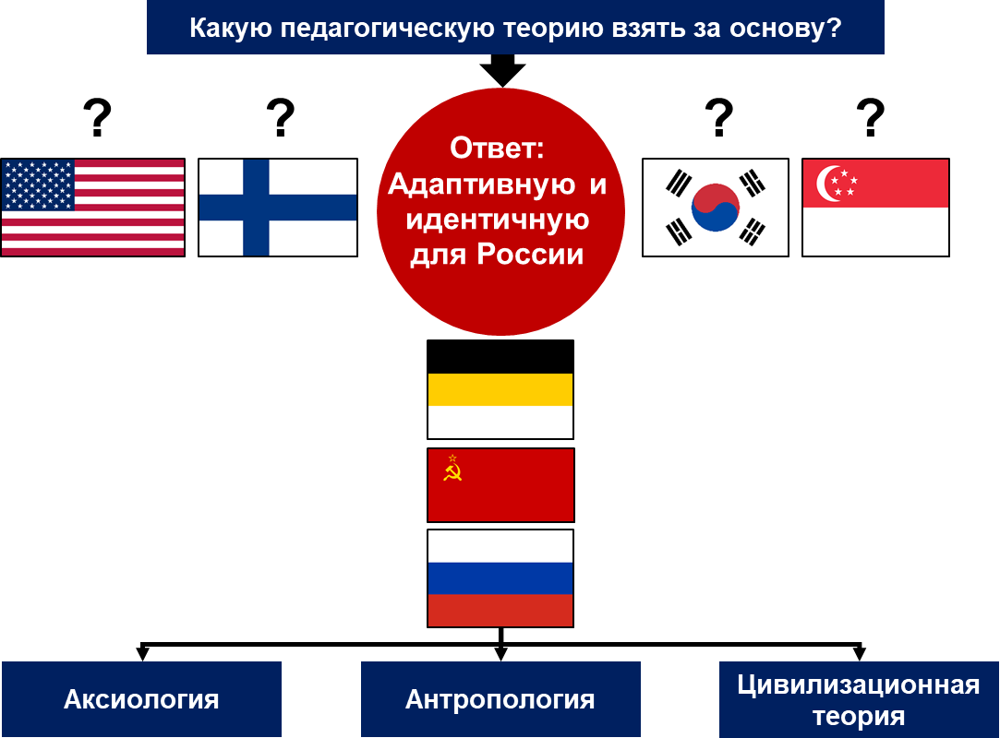 Какую педагогическую теорию взять за основу?
? ? ? ?
Ответ:
Адаптивную и
идентичную
для России
Аксиология
Антропология
Цивилизационная
теория